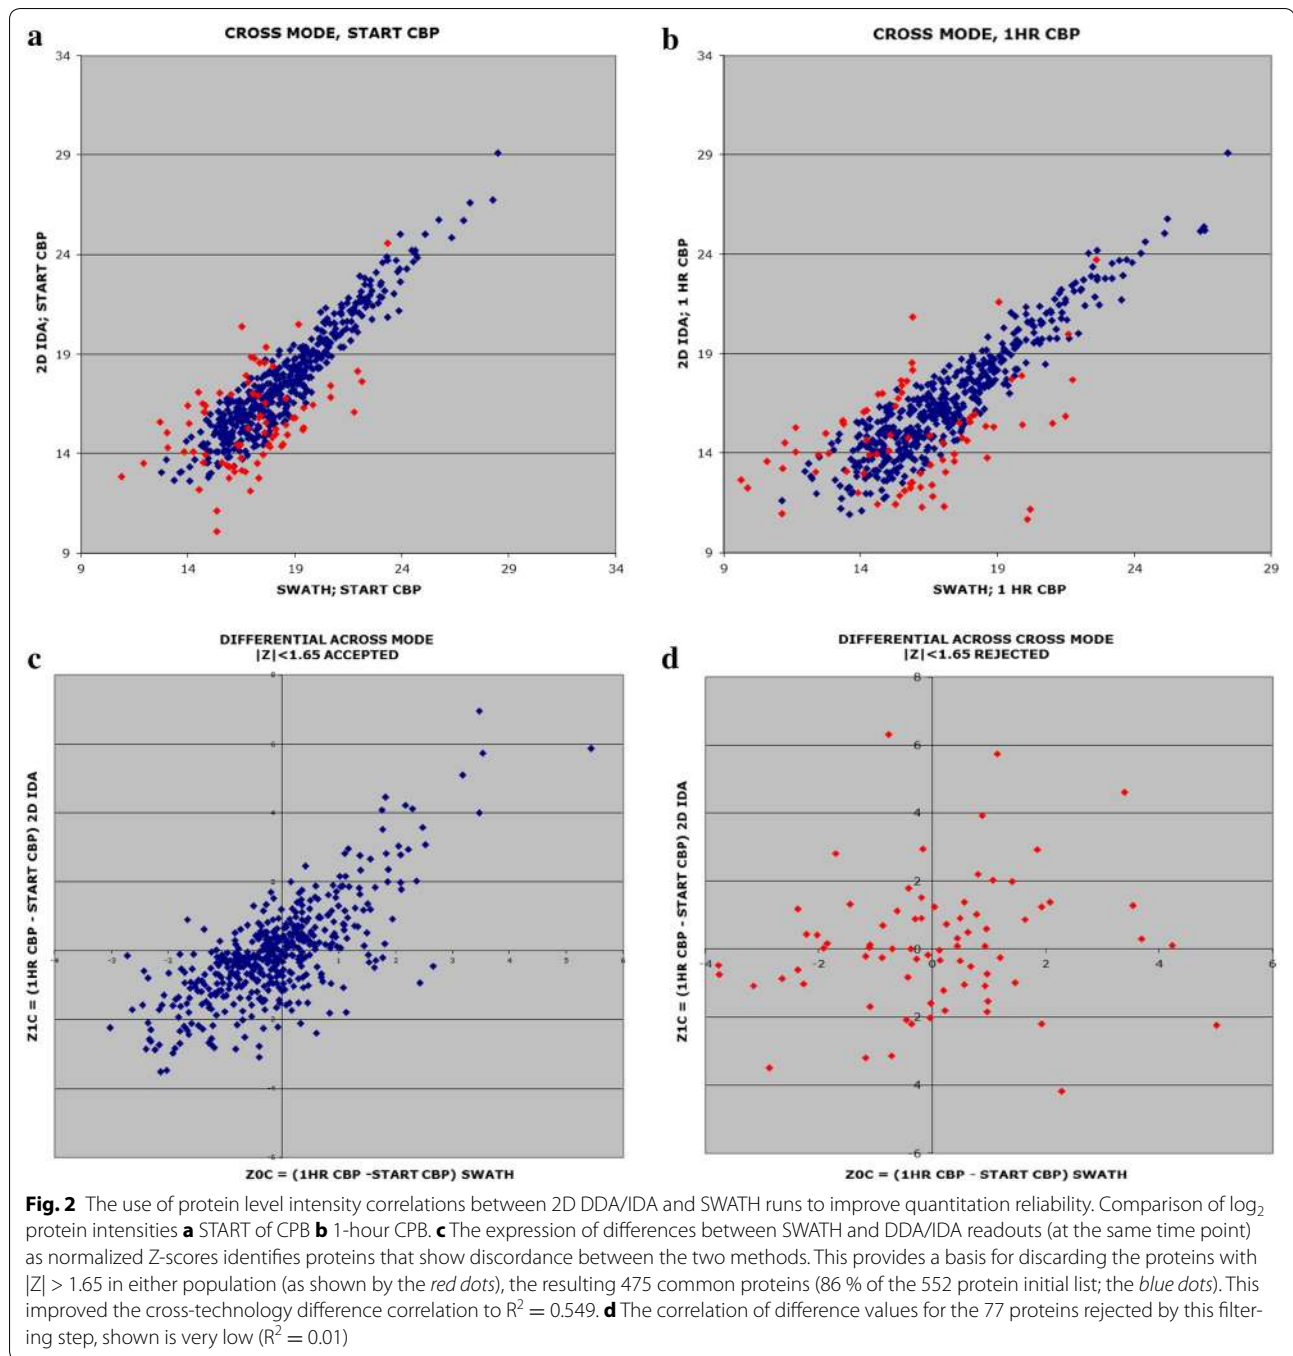 a
CROSS MODE, START CBP
34
29
24
19
14
9
2D IDA; START CBP
9 14 19 24 29 34
SWATH; START CBP
b
CROSS MODE, 1HR CBP
34
29
24
19
14
9
2D IDA; 1 HR CBP
9 14 19 24 29
SWATH; 1 HR CBP
c
DIFFERENTIAL ACROSS MODE
|Z|<1.65 ACCEPTED
Z1C = (1HR CBP - START CBP) 2D IDA
Z0C = (1HR CBP -START CBP) SWATH
d
DIFFERENTIAL ACROSS CROSS MODE
|Z|<1.65 REJECTED
8
6
4
2
0
-4 -2 0 2 4 6
2
4
-6
Z1C = (1HR CBP - START CBP) 2D IDA
Z0C = (1HR CBP - START CBP) SWATH
Fig. 2 The use of protein level intensity correlations between 2D DDA/IDA and SWATH runs to improve quantitation reliability. Comparison of log2
protein intensities a START of CPB b 1-hour CPB. c The expression of differences between SWATH and DDA/IDA readouts (at the same time point)
as normalized Z-scores identifies proteins that show discordance between the two methods. This provides a basis for discarding the proteins with
|Z| > 1.65 in either population (as shown by the red dots), the resulting 475 common proteins (86 % of the 552 protein initial list; the blue dots). This
improved the cross-technology difference correlation to R2 = 0.549. d The correlation of difference values for the 77 proteins rejected by this filter-
ing step, shown is very low (R2 = 0.01)